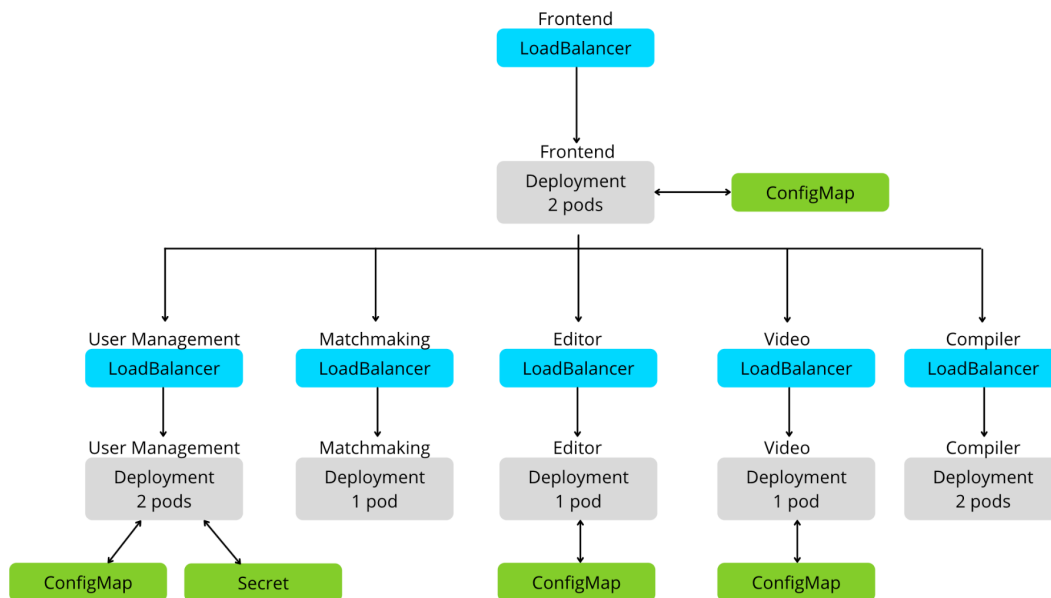 Frontend
LoadBalancer
Frontend
Deployment
2 pods
ConfigMap
User Management
LoadBalancer
Matchmaking
LoadBalancer
Editor
LoadBalancer
Video
LoadBalancer
Compiler
LoadBalancer
User Management
Deployment
2 pods
Matchmaking
Deployment
1 pod
Editor
Deployment
1 pod
Video
Deployment
1 pod
Compiler
Deployment
2 pods
ConfigMap
Secret
ConfigMap
ConfigMap